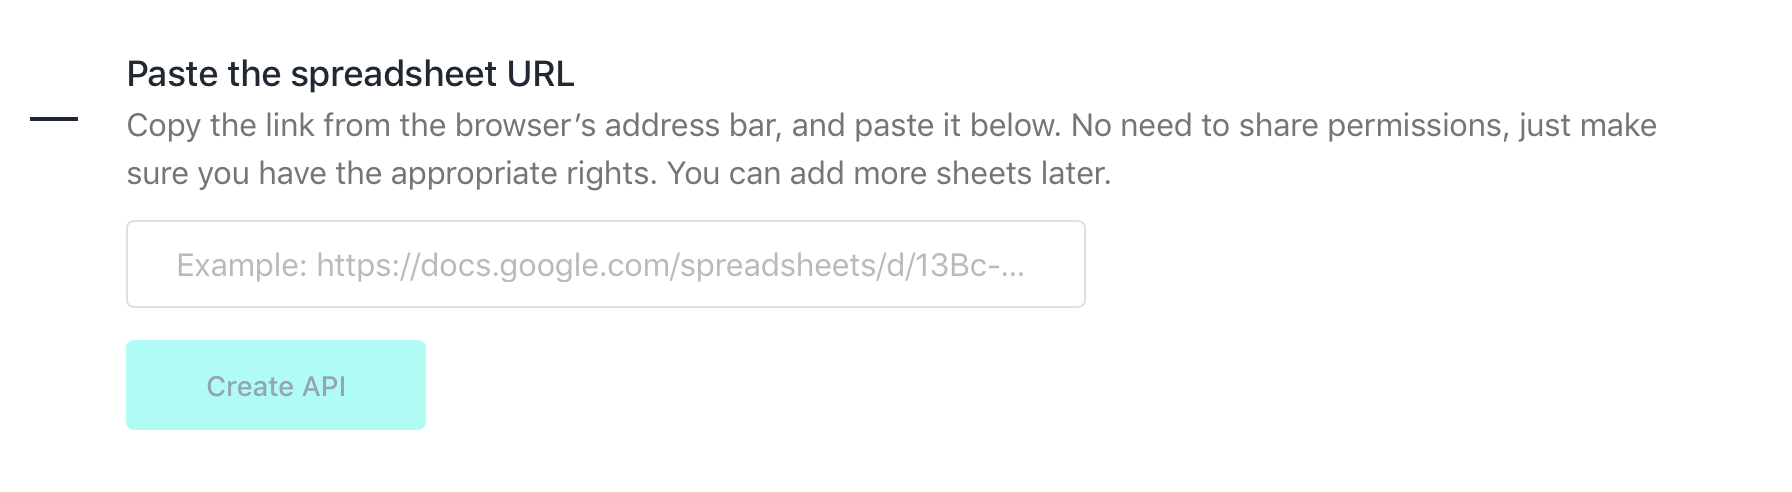 Paste the spreadsheet URL
Copy the link from the browser’s address bar, and paste it below. No need to share permissions, just make
sure you have the appropriate rights. You can add more sheets later.
Example: https://docs.google.com/spreadsheets/d/13Bc-...
Create API